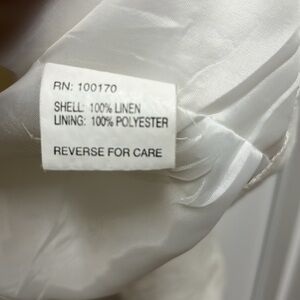 RN: 100170
SHELL: 100% LINEN
LINING: 100% POLYESTER
REVERSE FOR CARE